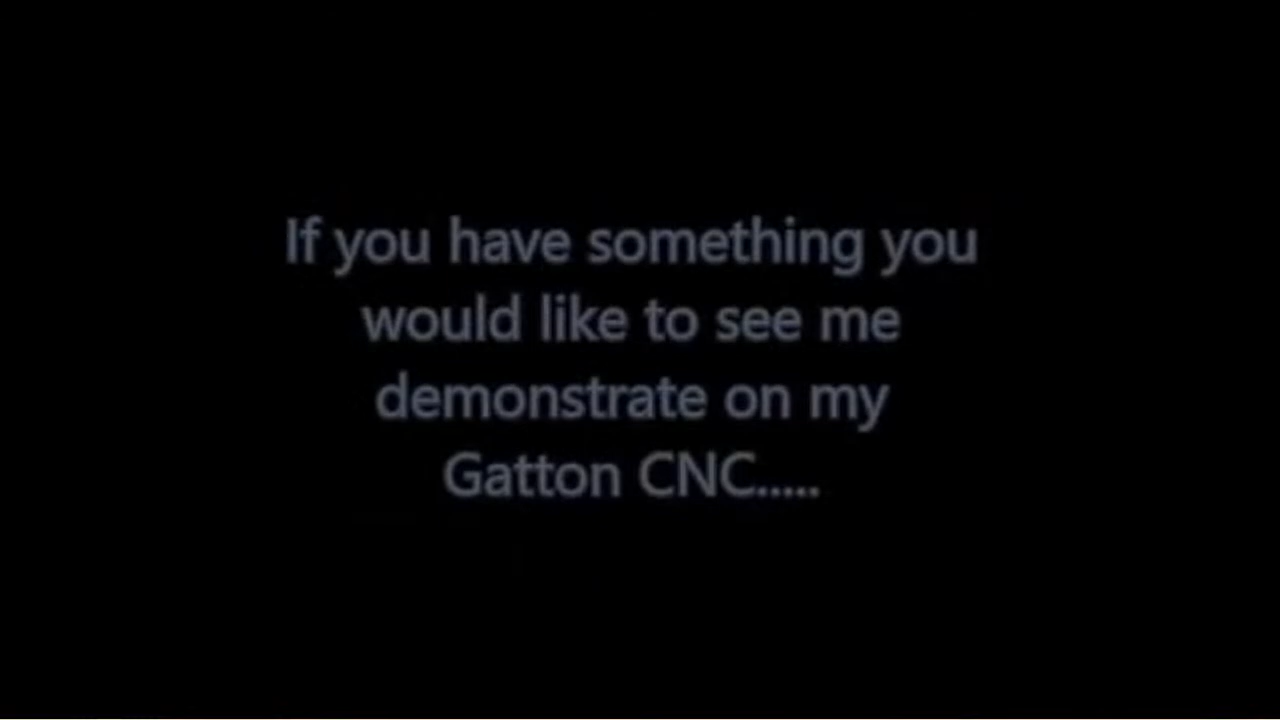 If you have something you
would like to see me
demonstrate on my
Gatton CNC.....